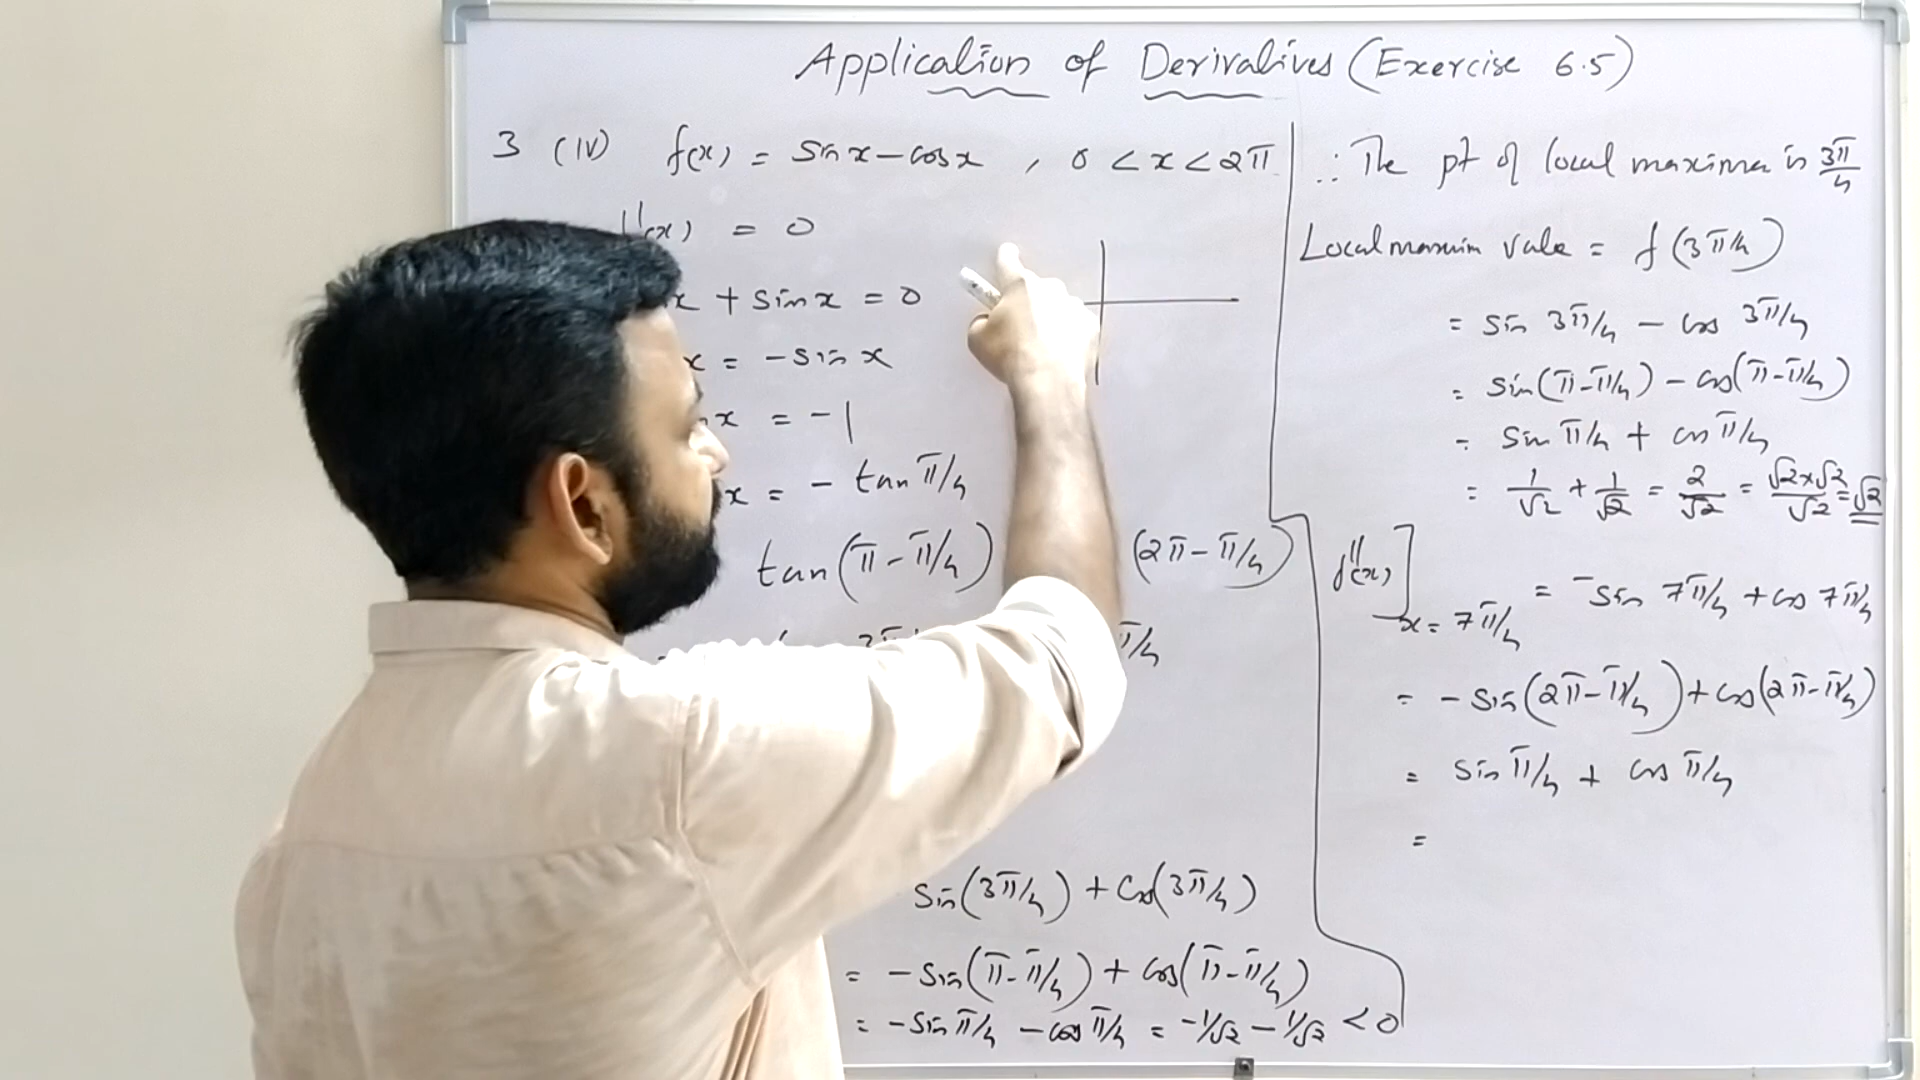 Application of Derivatives (Exercise 6.5)
3 (IV) f(x) = sin x - cos x , 0 < x < 2π
f'(x) = 0
x + sin x = 0
x = - sin x
x = -1
x = - tan π/4
tan(π - π/4) (2π - π/4)
3π π/4
sin(3π/4) + cos(3π/4)
= - sin(π - π/4) + cos(π - π/4)
= - sin π/4 - cos π/4 = -1/√2 - 1/√2 < 0
∴ The pt of local maxima is 3π/4
Local maximum value = f(3π/4)
= sin 3π/4 - cos 3π/4
= sin(π - π/4) - cos(π - π/4)
= sin π/4 + cos π/4
= 1/√2 + 1/√2 = 2/√2 = √2×√2/√2 = √2
f''(x)] x = 7π/4 = - sin 7π/4 + cos 7π/4
= - sin(2π - π/4) + cos(2π - π/4)
= sin π/4 + cos π/4
=